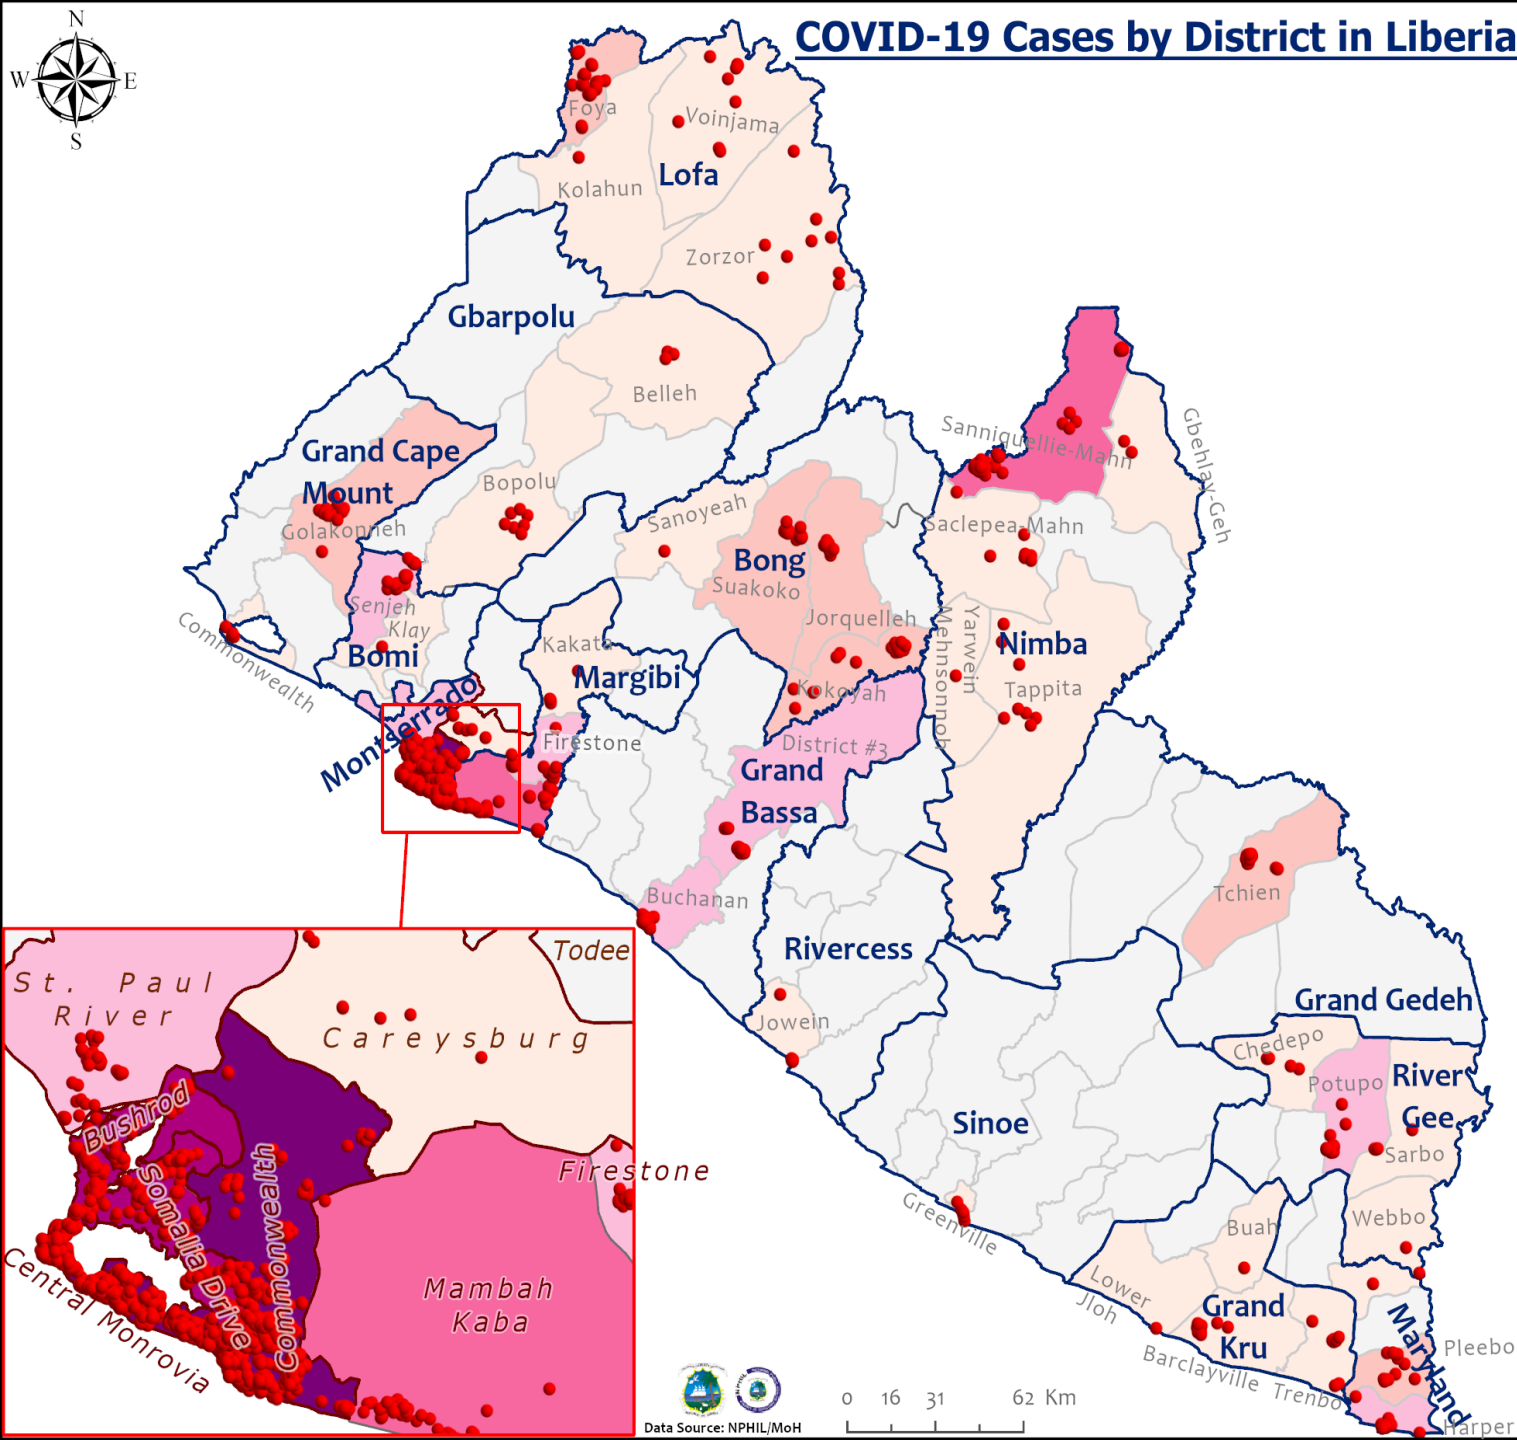 COVID-19 Cases by District in Liberia
N
W
E
S
Foya
Voinjama
Lofa
Kolahun
Zorzor
Gbarpolu
Belleh
Grand Cape
Mount
Golakonneh
Bopolu
Sanoyeah
Sanniquellie-Mahn
Gbehlay-Geh
Saclepea-Mahn
Bong
Suakoko
Jorquelleh
Senjeh
Klay
Bomi
Commonwealth
Kakata
Margibi
Mehnsonnoh
Yarwein
Nimba
Tappita
Kokoyah
Montserrado
Firestone
District #3
Grand
Bassa
Buchanan
Tchien
Rivercess
Jowein
Grand Gedeh
Chedepo
Potupo
River
Gee
Sarbo
Sinoe
Greenville
Webbo
Buah
Lower
Jloh
Grand
Kru
Barclayville
Trenbo
Maryland
Pleebo
Harper
St. Paul
River
Todee
Careysburg
Bushrod
Somalia Drive
Commonwealth
Central Monrovia
Firestone
Mambah
Kaba
Data Source: NPHIL/MoH
0 16 31 62 Km